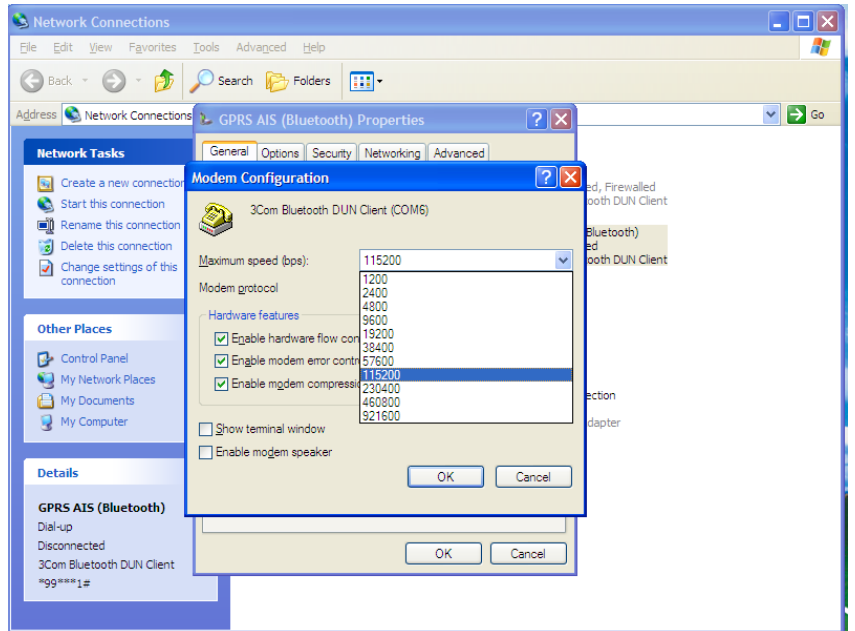 Network Connections
File Edit View Favorites Tools Advanced Help
Back Search Folders
Address Network Connections Go
Network Tasks
Create a new connection
Start this connection
Rename this connection
Delete this connection
Change settings of this
connection
Other Places
Control Panel
My Network Places
My Documents
My Computer
Details
GPRS AIS (Bluetooth)
Dial-up
Disconnected
3Com Bluetooth DUN Client
*99***1#
GPRS AIS (Bluetooth) Properties
General Options Security Networking Advanced
Modem Configuration
3Com Bluetooth DUN Client (COM6)
Maximum speed (bps): 115200
1200
2400
4800
9600
19200
38400
57600
115200
230400
460800
921600
Modem protocol
Hardware features
Enable hardware flow con
Enable modem error contr
Enable modem compressio
Show terminal window
Enable modem speaker
OK Cancel
OK Cancel
ed, Firewalled
ooth DUN Client
Bluetooth)
ed
ooth DUN Client
ection
dapter